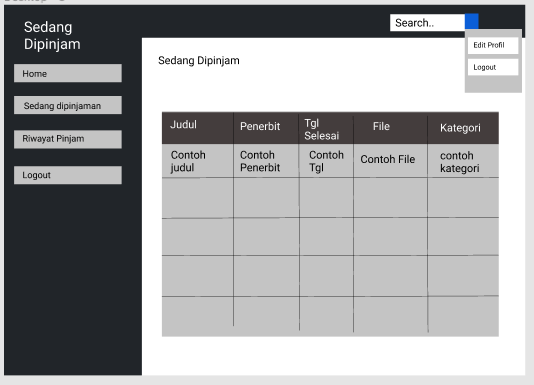 Sedang
Dipinjam
Search..
Edit Profil
Logout
Home
Sedang dipinjaman
Riwayat Pinjam
Logout
Sedang Dipinjam
Judul
Penerbit
Tgl
Selesai
File
Kategori
Contoh
judul
Contoh
Penerbit
Contoh
Tgl
Contoh File
contoh
kategori